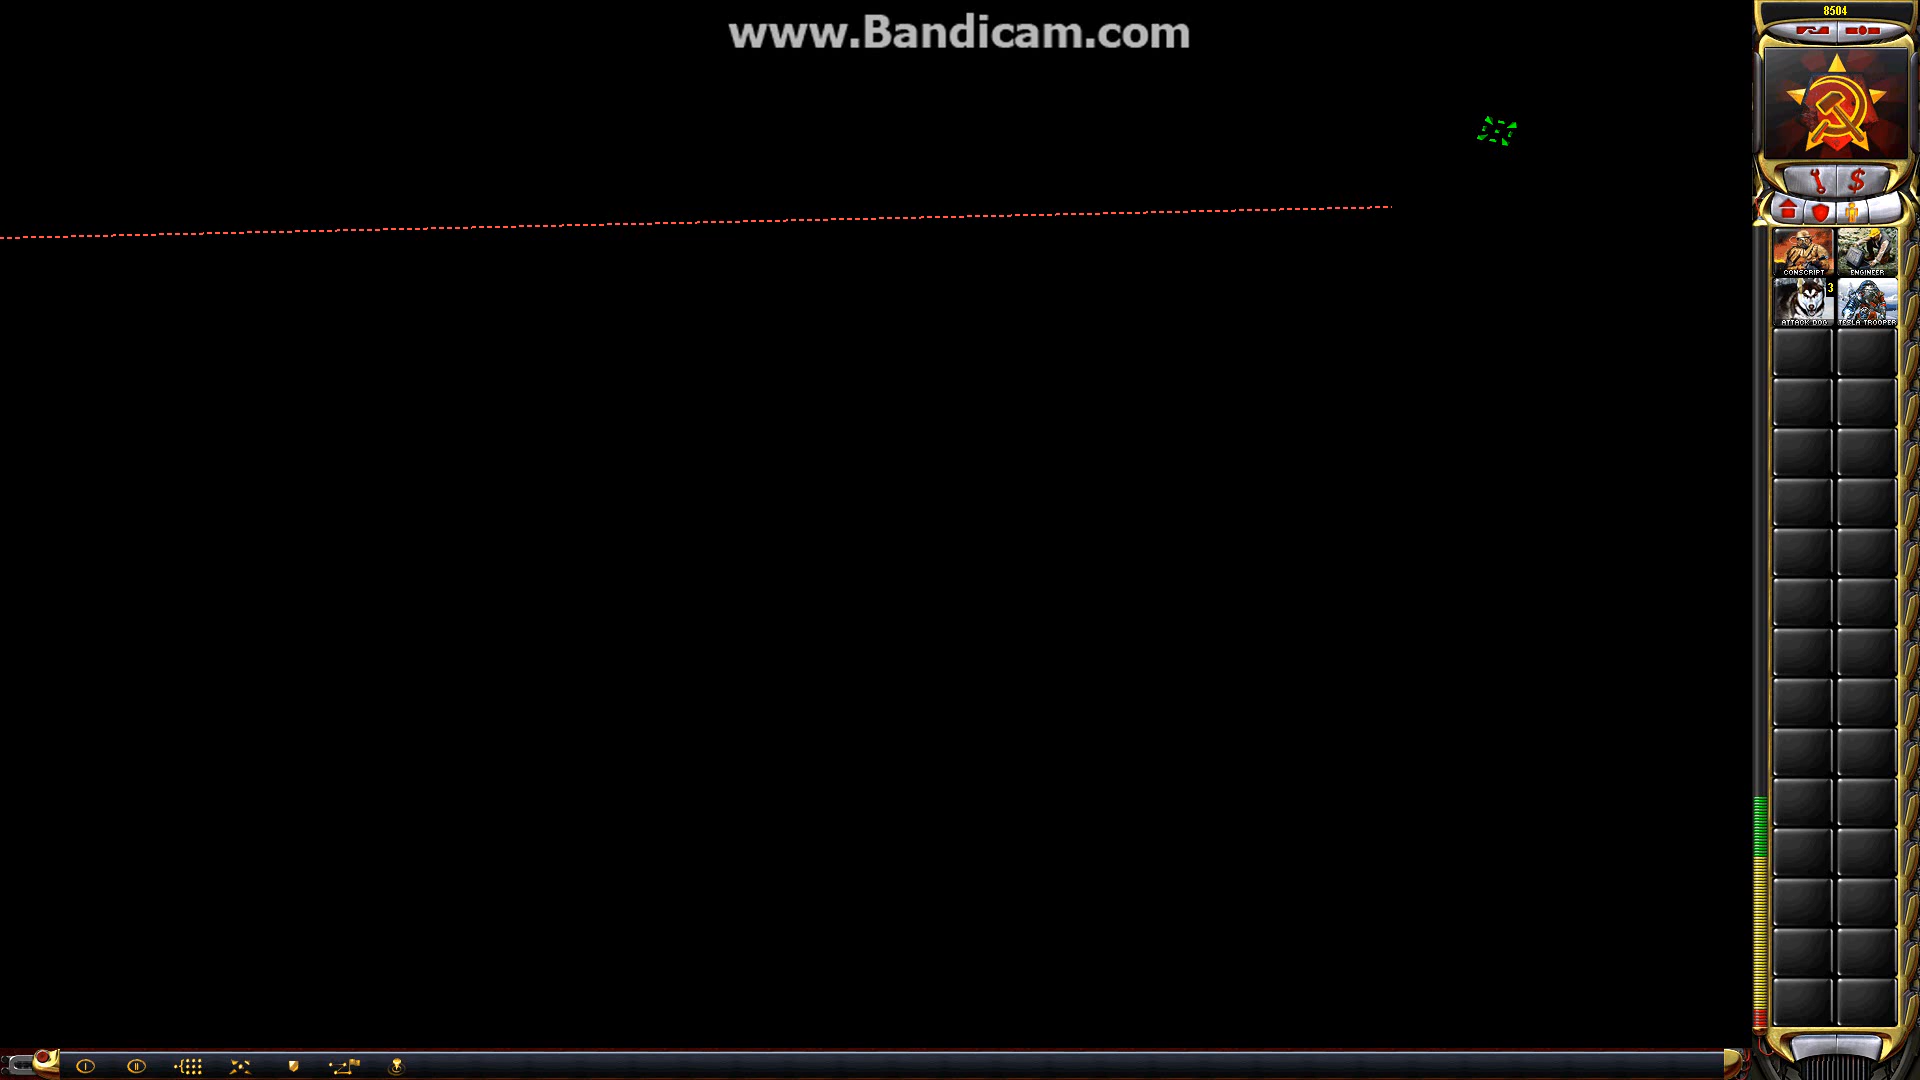 www.Bandicam.com
8504
CONSCRIPT
ENGINEER
3
ATTACK DOG
TESLA TROOPER